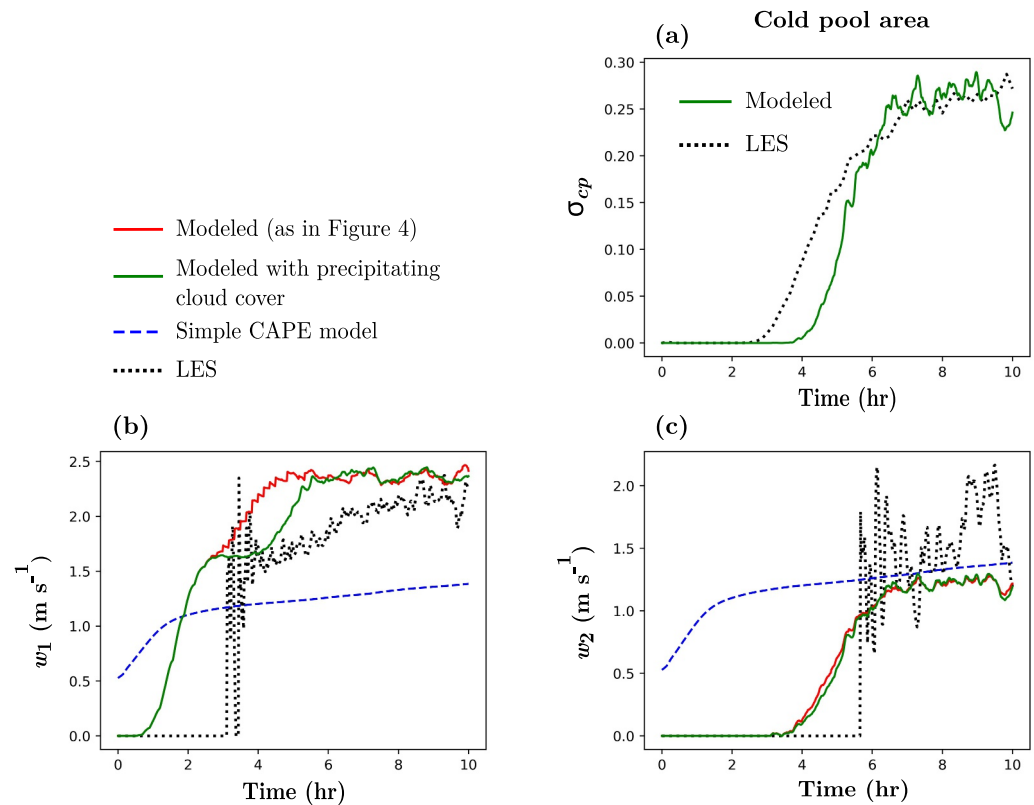 Cold pool area
(a)
0.30
0.25
0.20
0.15
0.10
0.05
0.00
σcp
Modeled
LES
0 2 4 6 8 10
Time (hr)
Modeled (as in Figure 4)
Modeled with precipitating
cloud cover
Simple CAPE model
LES
(b)
2.5
2.0
1.5
1.0
0.5
0.0
w1 (m s-1)
0 2 4 6 8 10
Time (hr)
(c)
2.0
1.5
1.0
0.5
0.0
w2 (m s-1)
0 2 4 6 8 10
Time (hr)